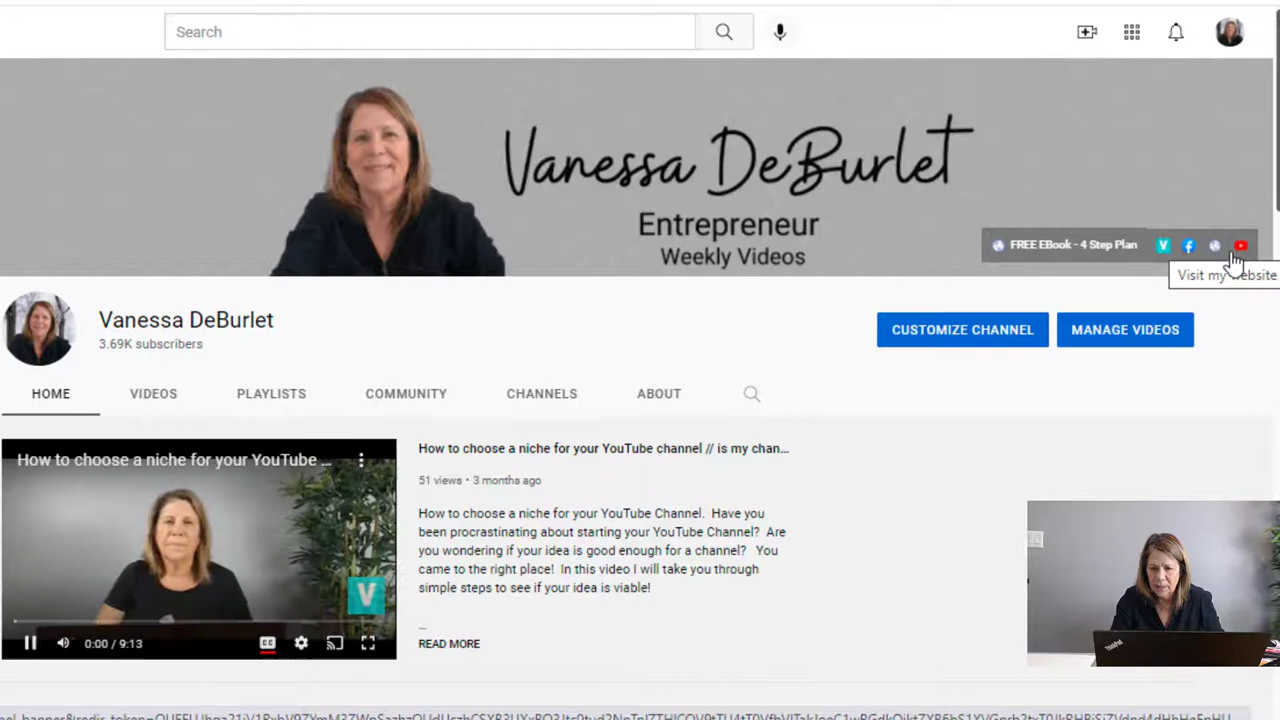 Search
Vanessa DeBurlet
Entrepreneur
Weekly Videos
FREE EBook - 4 Step Plan
V
Visit my website
Vanessa DeBurlet
3.69K subscribers
CUSTOMIZE CHANNEL
MANAGE VIDEOS
HOME
VIDEOS
PLAYLISTS
COMMUNITY
CHANNELS
ABOUT
How to choose a niche for your YouTube ...
V
CC
0:00 / 9:13
How to choose a niche for your YouTube channel // is my chan...
51 views • 3 months ago
How to choose a niche for your YouTube Channel. Have you
been procrastinating about starting your YouTube Channel? Are
you wondering if your idea is good enough for a channel? You
came to the right place! In this video I will take you through
simple steps to see if your idea is viable!
...
READ MORE
ThinkPad